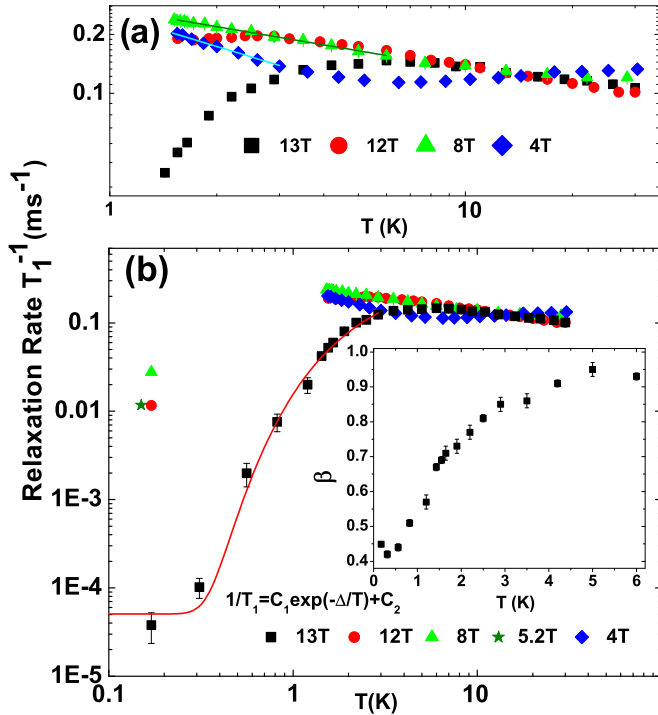 (a)
0.2
0.1
13T 12T 8T 4T
1 10
T (K)
Relaxation Rate T₁⁻¹ (ms⁻¹)
(b)
0.1
0.01
1E-3
1E-4
1E-5
1.0
0.9
0.8
0.7
0.6
0.5
0.4
β
0 1 2 3 4 5 6
T (K)
1/T₁=C₁exp(-Δ/T)+C₂
13T 12T 8T 5.2T 4T
0.1 1 10
T(K)